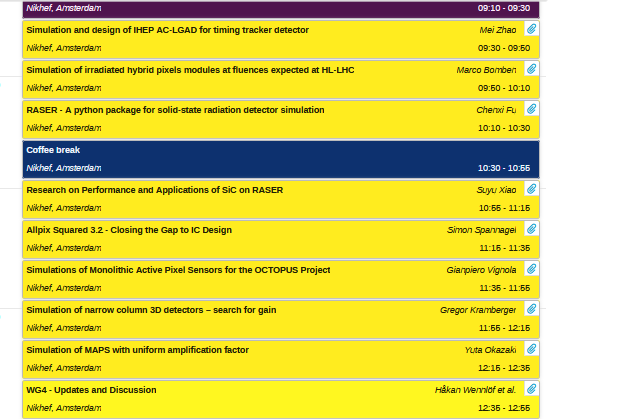 Nikhef, Amsterdam 09:10 - 09:30
Simulation and design of IHEP AC-LGAD for timing tracker detector Mei Zhao
Nikhef, Amsterdam 09:30 - 09:50
Simulation of irradiated hybrid pixels modules at fluences expected at HL-LHC Marco Bomben
Nikhef, Amsterdam 09:50 - 10:10
RASER - A python package for solid-state radiation detector simulation Chenxi Fu
Nikhef, Amsterdam 10:10 - 10:30
Coffee break
Nikhef, Amsterdam 10:30 - 10:55
Research on Performance and Applications of SiC on RASER Suyu Xiao
Nikhef, Amsterdam 10:55 - 11:15
Allpix Squared 3.2 - Closing the Gap to IC Design Simon Spannagel
Nikhef, Amsterdam 11:15 - 11:35
Simulations of Monolithic Active Pixel Sensors for the OCTOPUS Project Gianpiero Vignola
Nikhef, Amsterdam 11:35 - 11:55
Simulation of narrow column 3D detectors – search for gain Gregor Kramberger
Nikhef, Amsterdam 11:55 - 12:15
Simulation of MAPS with uniform amplification factor Yuta Okazaki
Nikhef, Amsterdam 12:15 - 12:35
WG4 - Updates and Discussion Håkan Wennlöf et al.
Nikhef, Amsterdam 12:35 - 12:55